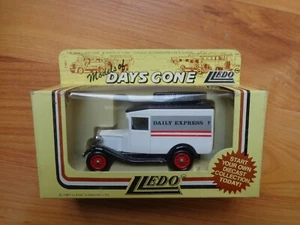 Models of
DAYS GONE
LLEDO
DAILY EXPRESS
START
YOUR OWN
DIECAST
COLLECTION
TODAY!
LLEDO